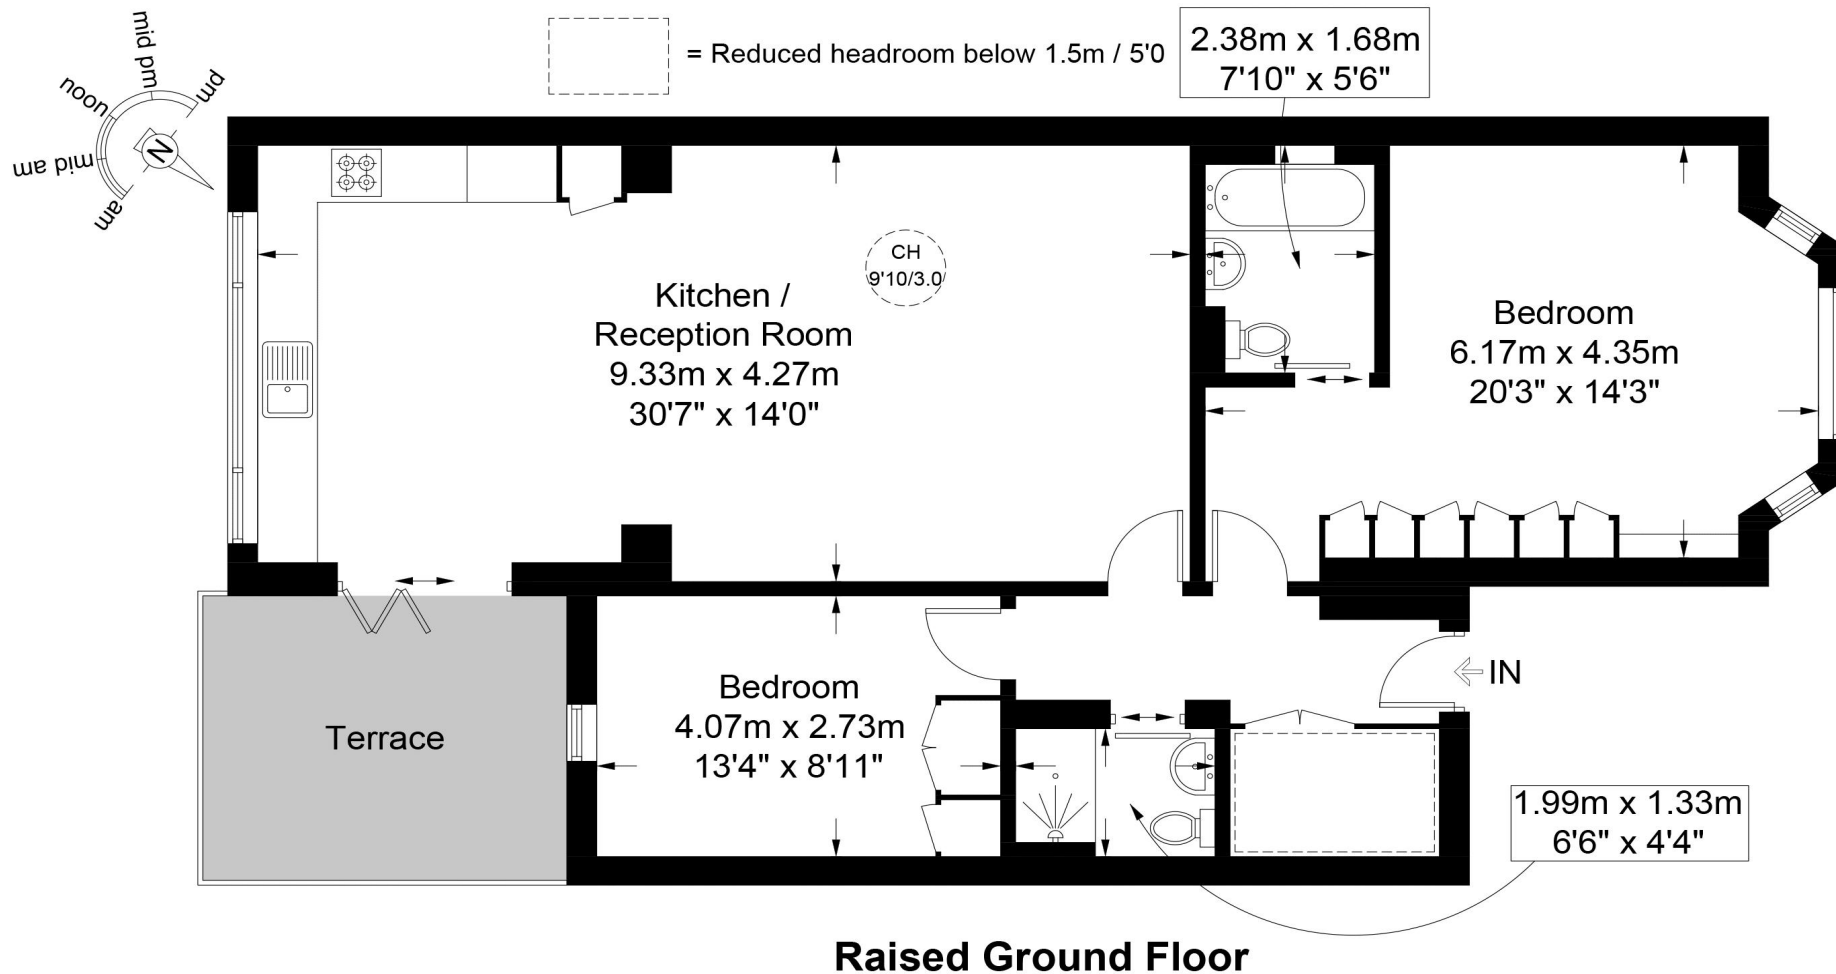 mid pm
pm
noon
mid am
am
N
= Reduced headroom below 1.5m / 5'0
2.38m x 1.68m
7'10" x 5'6"
CH
9'10/3.0
Kitchen /
Reception Room
9.33m x 4.27m
30'7" x 14'0"
Bedroom
6.17m x 4.35m
20'3" x 14'3"
IN
Bedroom
4.07m x 2.73m
13'4" x 8'11"
Terrace
1.99m x 1.33m
6'6" x 4'4"
Raised Ground Floor